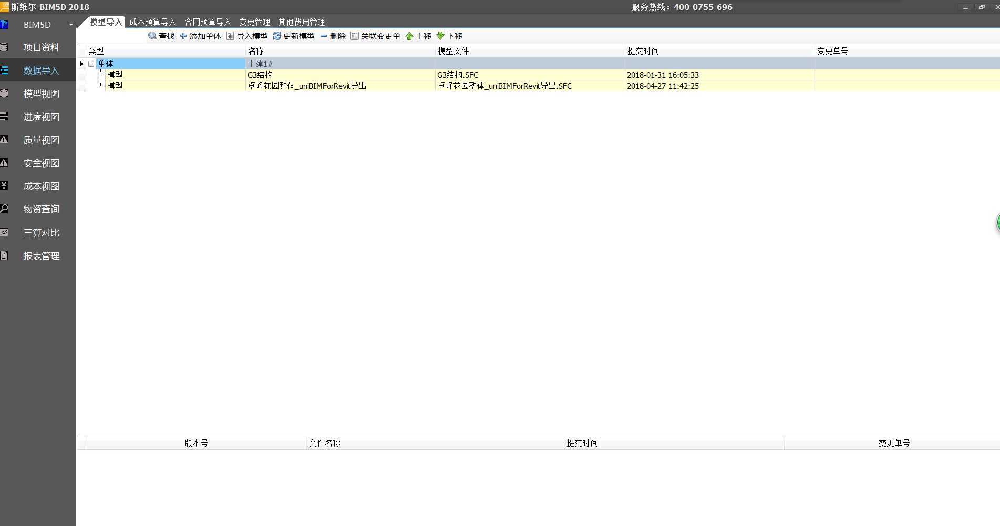 斯维尔-BIM5D 2018 服务热线：400-0755-696
BIM5D
项目资料
数据导入
模型视图
进度视图
质量视图
安全视图
成本视图
物资查询
三算对比
报表管理
模型导入 成本预算导入 合同预算导入 变更管理 其他费用管理
查找 添加单体 导入模型 更新模型 删除 关联变更单 上移 下移
类型 名称 模型文件 提交时间 变更单号
单体 土建1#
模型 G3结构 G3结构.SFC 2018-01-31 16:05:33
模型 卓峰花园整体_uniBIMForRevit导出 卓峰花园整体_uniBIMForRevit导出.SFC 2018-04-27 11:42:25
版本号 文件名称 提交时间 变更单号